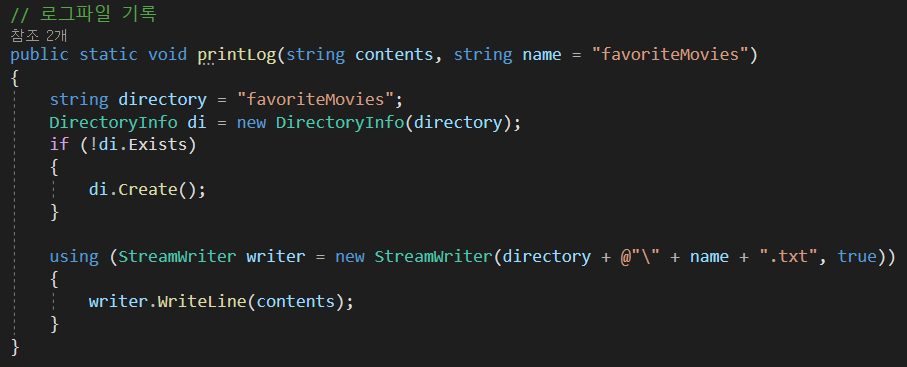 // 로그파일 기록
참조 2개
public static void printLog(string contents, string name = "favoriteMovies")
{
    string directory = "favoriteMovies";
    DirectoryInfo di = new DirectoryInfo(directory);
    if (!di.Exists)
    {
        di.Create();
    }

    using (StreamWriter writer = new StreamWriter(directory + @"\" + name + ".txt", true))
    {
        writer.WriteLine(contents);
    }
}